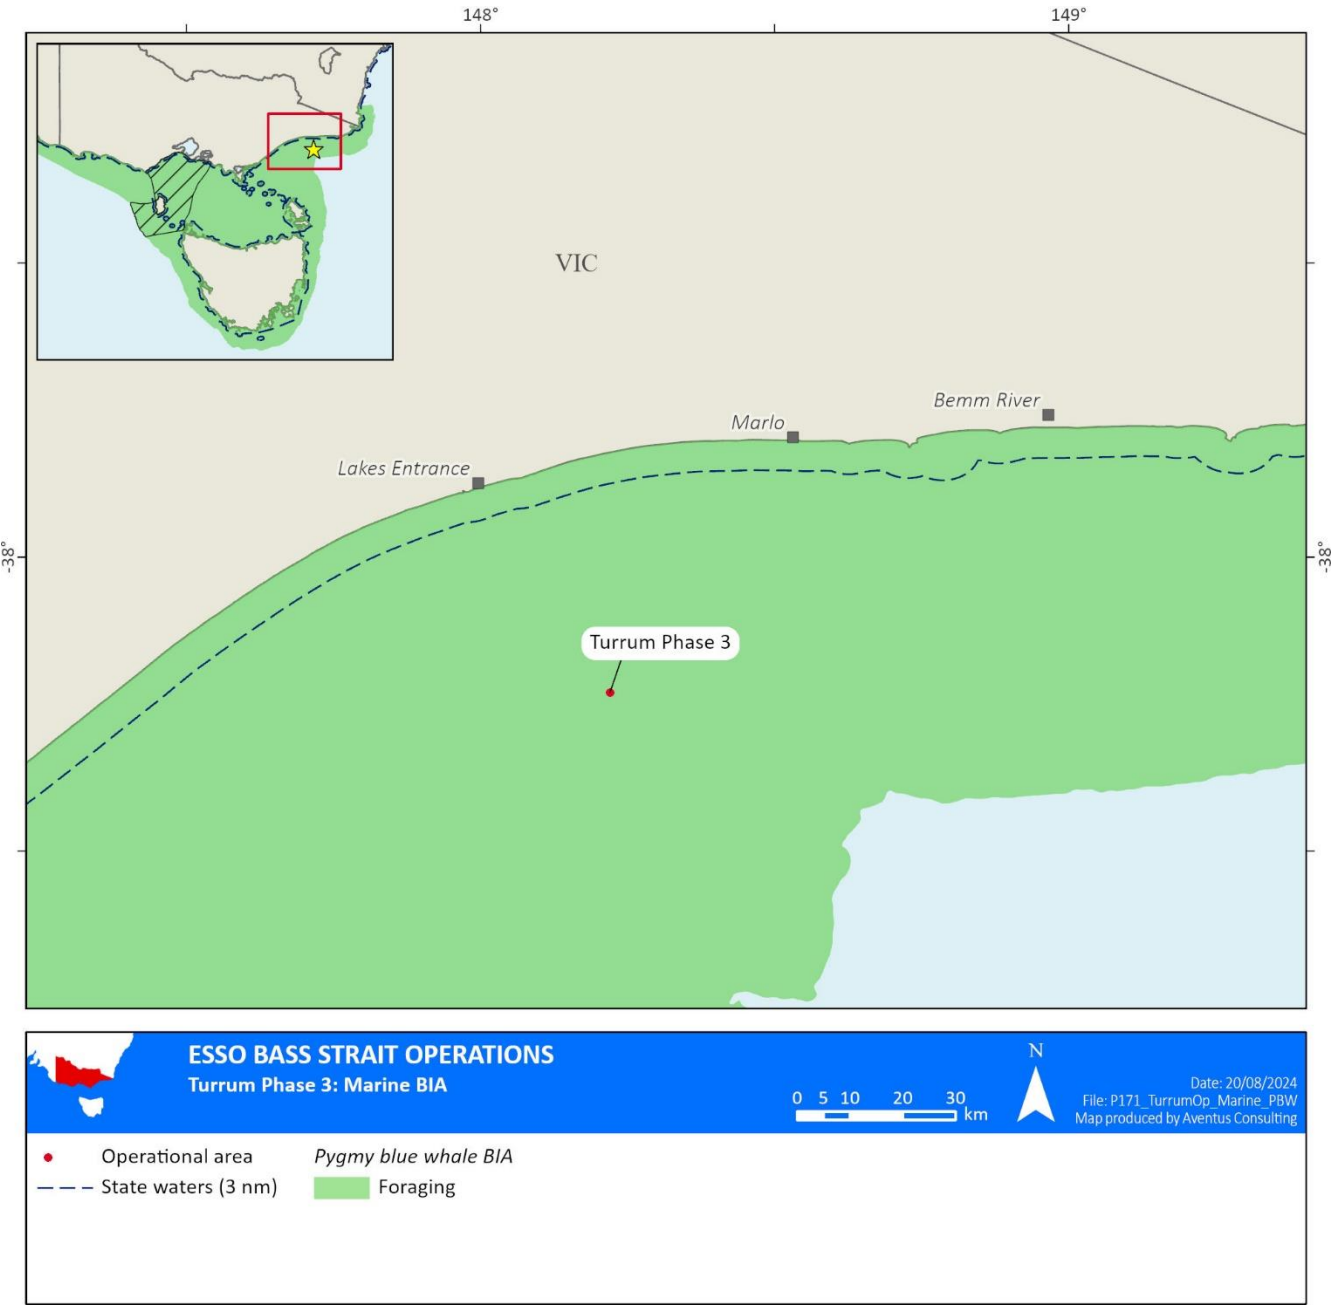 148°
149°
VIC
Bemm River
Marlo
Lakes Entrance
-38°
-38°
Turrum Phase 3
ESSO BASS STRAIT OPERATIONS
Turrum Phase 3: Marine BIA
0 5 10 20 30
km
N
Date: 20/08/2024
File: P171_TurrumOp_Marine_PBW
Map produced by Aventus Consulting
Operational area
Pygmy blue whale BIA
State waters (3 nm)
Foraging